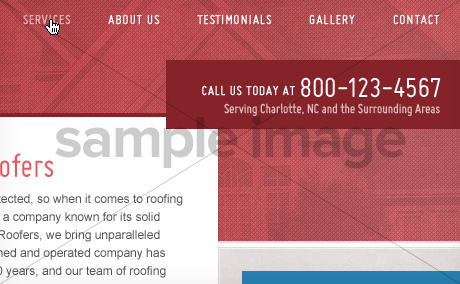 SERVICES ABOUT US TESTIMONIALS GALLERY CONTACT
CALL US TODAY AT 800-123-4567
Serving Charlotte, NC and the Surrounding Areas
sample image
ofers
tected, so when it comes to roofing
a company known for its solid
Roofers, we bring unparalleled
ned and operated company has
0 years, and our team of roofing